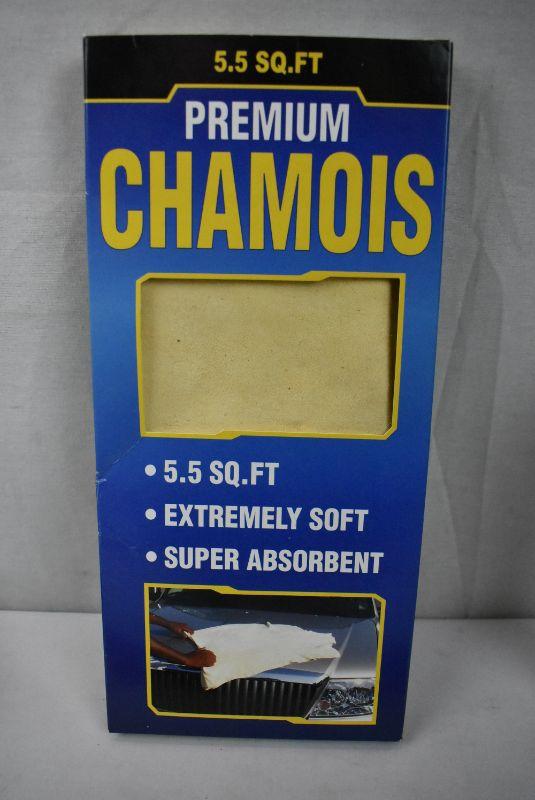 5.5 SQ.FT
PREMIUM
CHAMOIS
• 5.5 SQ.FT
• EXTREMELY SOFT
• SUPER ABSORBENT